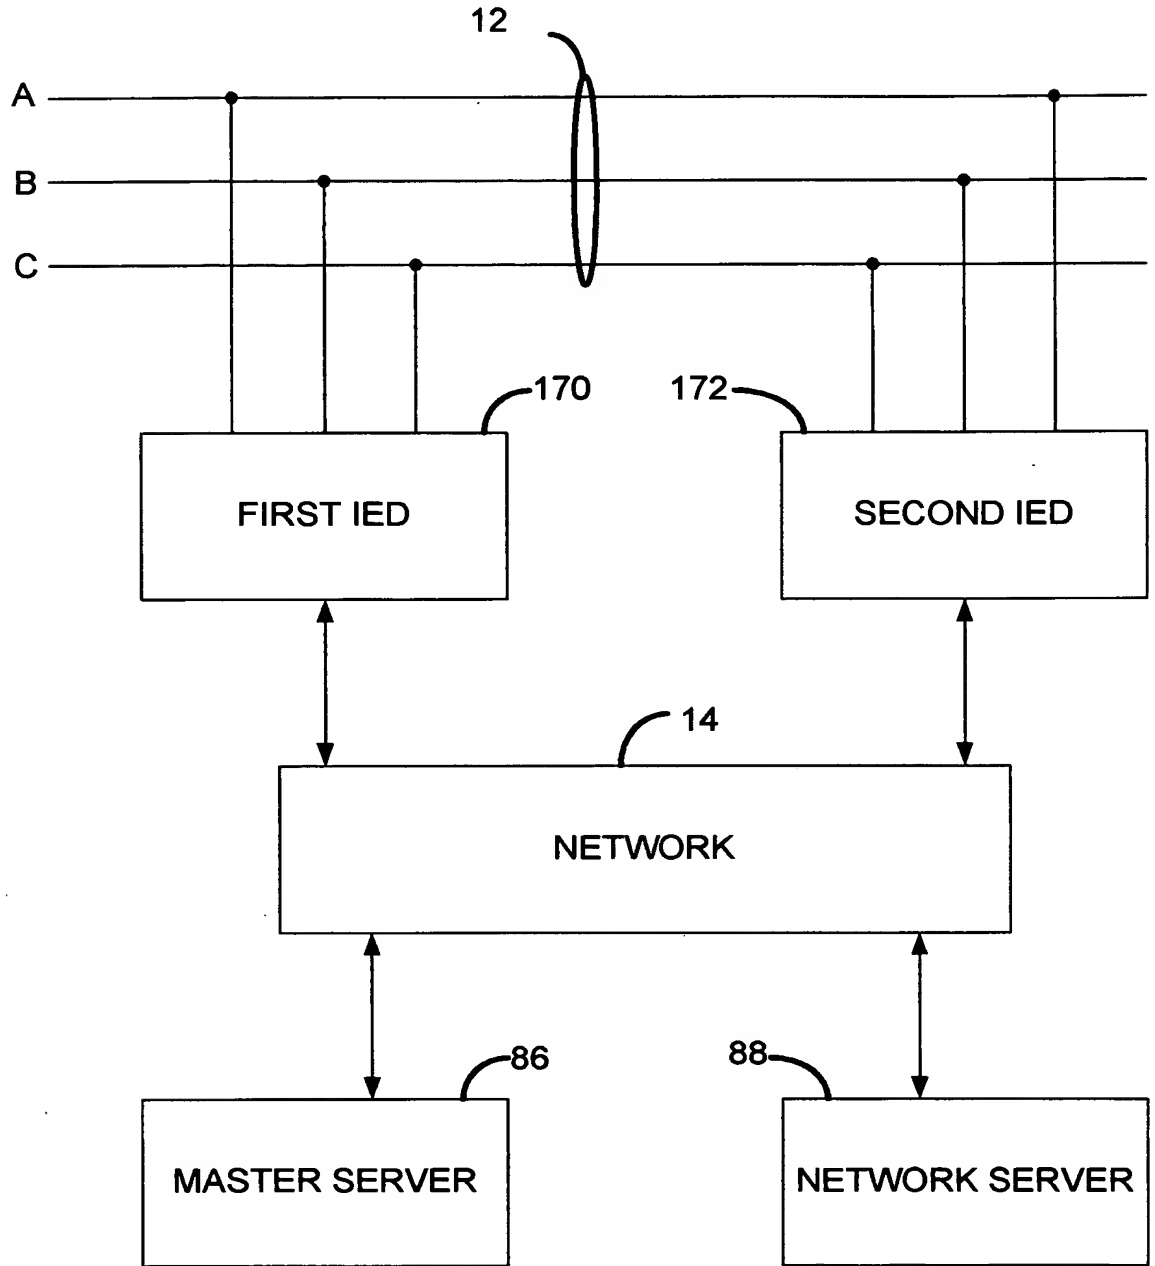 12
A
B
C
170
172
FIRST IED
SECOND IED
14
NETWORK
86
88
MASTER SERVER
NETWORK SERVER